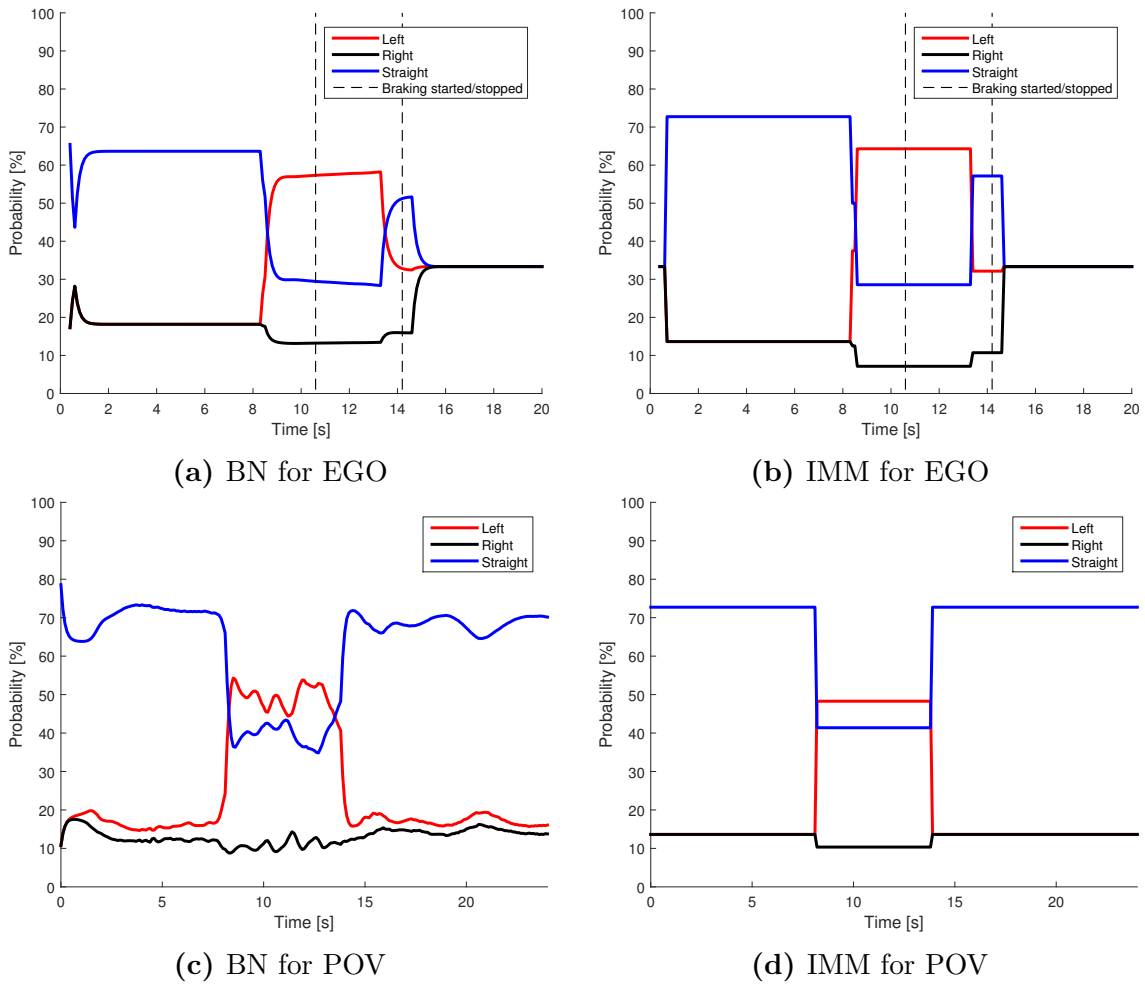 100
90
80
70
60
50
40
30
20
10
0
Probability [%]
0 2 4 6 8 10 12 14 16 18 20
Time [s]
Left
Right
Straight
Braking started/stopped
(a) BN for EGO
100
90
80
70
60
50
40
30
20
10
0
Probability [%]
0 2 4 6 8 10 12 14 16 18 20
Time [s]
Left
Right
Straight
Braking started/stopped
(b) IMM for EGO
100
90
80
70
60
50
40
30
20
10
0
Probability [%]
0 5 10 15 20
Time [s]
Left
Right
Straight
(c) BN for POV
100
90
80
70
60
50
40
30
20
10
0
Probability [%]
0 5 10 15 20
Time [s]
Left
Right
Straight
(d) IMM for POV